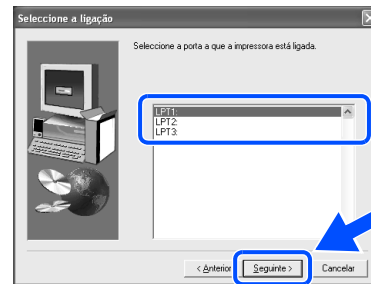 Seleccione a ligação
Seleccione a porta a que a impressora está ligada.
LPT1:
LPT2:
LPT3:
< Anterior
Seguinte >
Cancelar